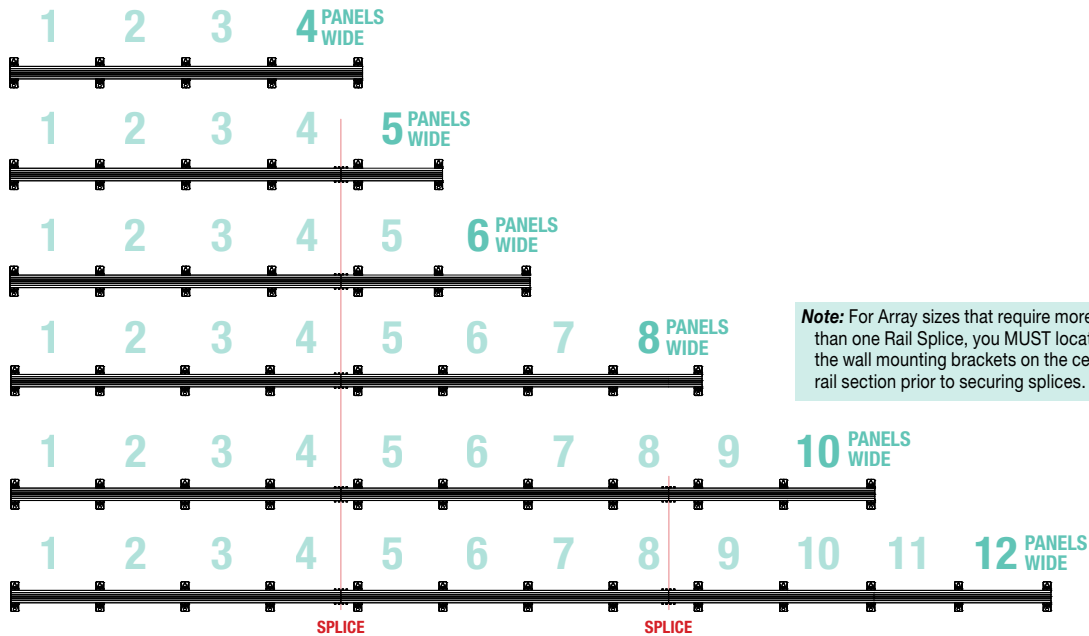 1 2 3 4 PANELS WIDE
1 2 3 4 5 PANELS WIDE
1 2 3 4 5 6 PANELS WIDE
1 2 3 4 5 6 7 8 PANELS WIDE
Note: For Array sizes that require more
than one Rail Splice, you MUST locat
the wall mounting brackets on the ce
rail section prior to securing splices.
1 2 3 4 5 6 7 8 9 10 PANELS WIDE
1 2 3 4 5 6 7 8 9 10 11 12 PANELS WIDE
SPLICE SPLICE